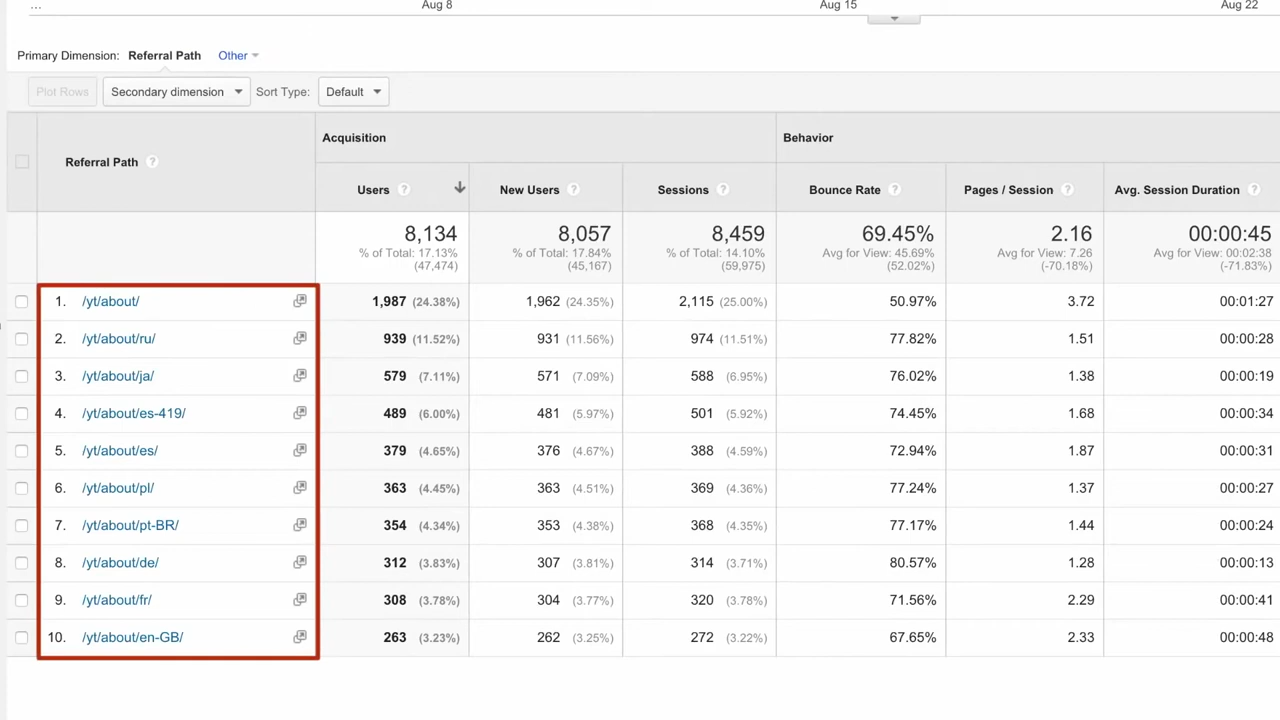 ... Aug 8 Aug 15 Aug 22
Primary Dimension: Referral Path Other
Plot Rows Secondary dimension Sort Type: Default
Acquisition Behavior
Referral Path ?
Users ? New Users ? Sessions ? Bounce Rate ? Pages / Session ? Avg. Session Duration ?
8,134 8,057 8,459 69.45% 2.16 00:00:45
% of Total: 17.13% % of Total: 17.84% % of Total: 14.10% Avg for View: 45.69% Avg for View: 7.26 Avg for View: 00:02:38
(47,474) (45,167) (59,975) (52.02%) (-70.18%) (-71.83%)
1. /yt/about/ 1,987 (24.38%) 1,962 (24.35%) 2,115 (25.00%) 50.97% 3.72 00:01:27
2. /yt/about/ru/ 939 (11.52%) 931 (11.56%) 974 (11.51%) 77.82% 1.51 00:00:28
3. /yt/about/ja/ 579 (7.11%) 571 (7.09%) 588 (6.95%) 76.02% 1.38 00:00:19
4. /yt/about/es-419/ 489 (6.00%) 481 (5.97%) 501 (5.92%) 74.45% 1.68 00:00:34
5. /yt/about/es/ 379 (4.65%) 376 (4.67%) 388 (4.59%) 72.94% 1.87 00:00:31
6. /yt/about/pl/ 363 (4.45%) 363 (4.51%) 369 (4.36%) 77.24% 1.37 00:00:27
7. /yt/about/pt-BR/ 354 (4.34%) 353 (4.38%) 368 (4.35%) 77.17% 1.44 00:00:24
8. /yt/about/de/ 312 (3.83%) 307 (3.81%) 314 (3.71%) 80.57% 1.28 00:00:13
9. /yt/about/fr/ 308 (3.78%) 304 (3.77%) 320 (3.78%) 71.56% 2.29 00:00:41
10. /yt/about/en-GB/ 263 (3.23%) 262 (3.25%) 272 (3.22%) 67.65% 2.33 00:00:48